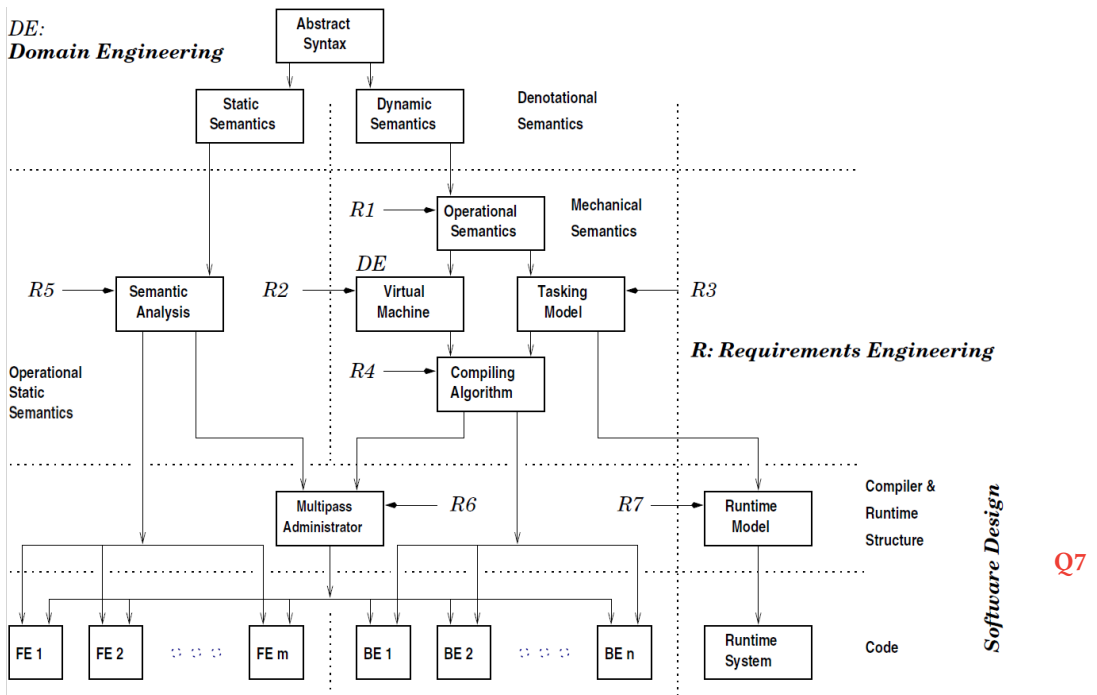 DE:
Domain Engineering
Abstract
Syntax
Static
Semantics
Dynamic
Semantics
Denotational
Semantics
R1
Operational
Semantics
Mechanical
Semantics
DE
R5
Semantic
Analysis
R2
Virtual
Machine
Tasking
Model
R3
R: Requirements Engineering
R4
Compiling
Algorithm
Operational
Static
Semantics
Multipass
Administrator
R6
R7
Runtime
Model
Compiler &
Runtime
Structure
Software Design
Q7
FE 1
FE 2
FE m
BE 1
BE 2
BE n
Runtime
System
Code